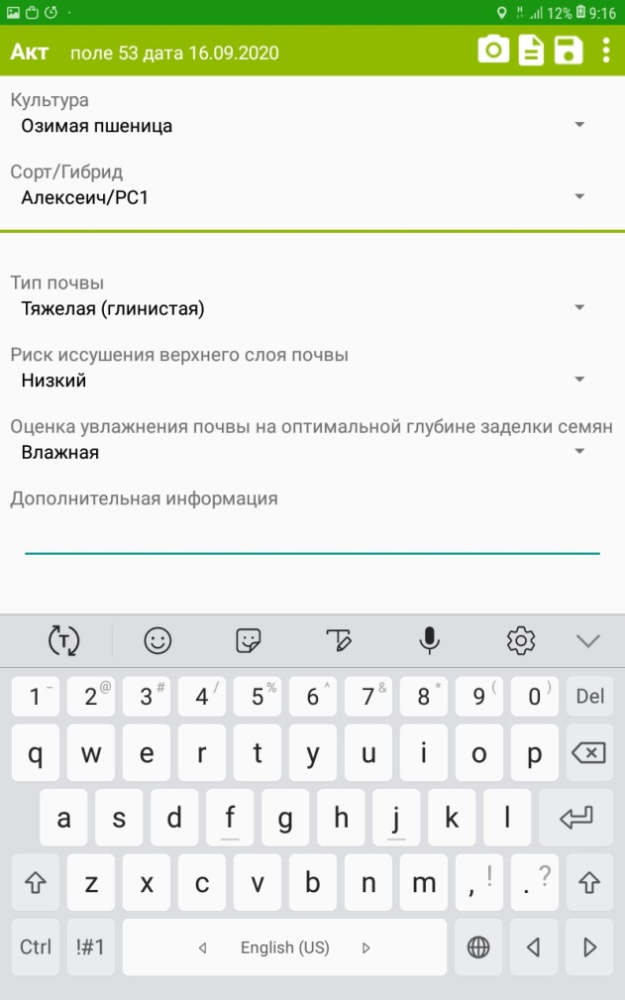 12% 9:16
Акт поле 53 дата 16.09.2020
Культура
Озимая пшеница
Сорт/Гибрид
Алексеич/РС1
Тип почвы
Тяжелая (глинистая)
Риск иссушения верхнего слоя почвы
Низкий
Оценка увлажнения почвы на оптимальной глубине заделки семян
Влажная
Дополнительная информация
T T
1 - 2 @ 3 # 4 / 5 % 6 ^ 7 & 8 * 9 ( 0 ) Del
q w e r t y u i o p
a s d f g h j k l
z x c v b n m , ! . ?
Ctrl !#1 English (US)